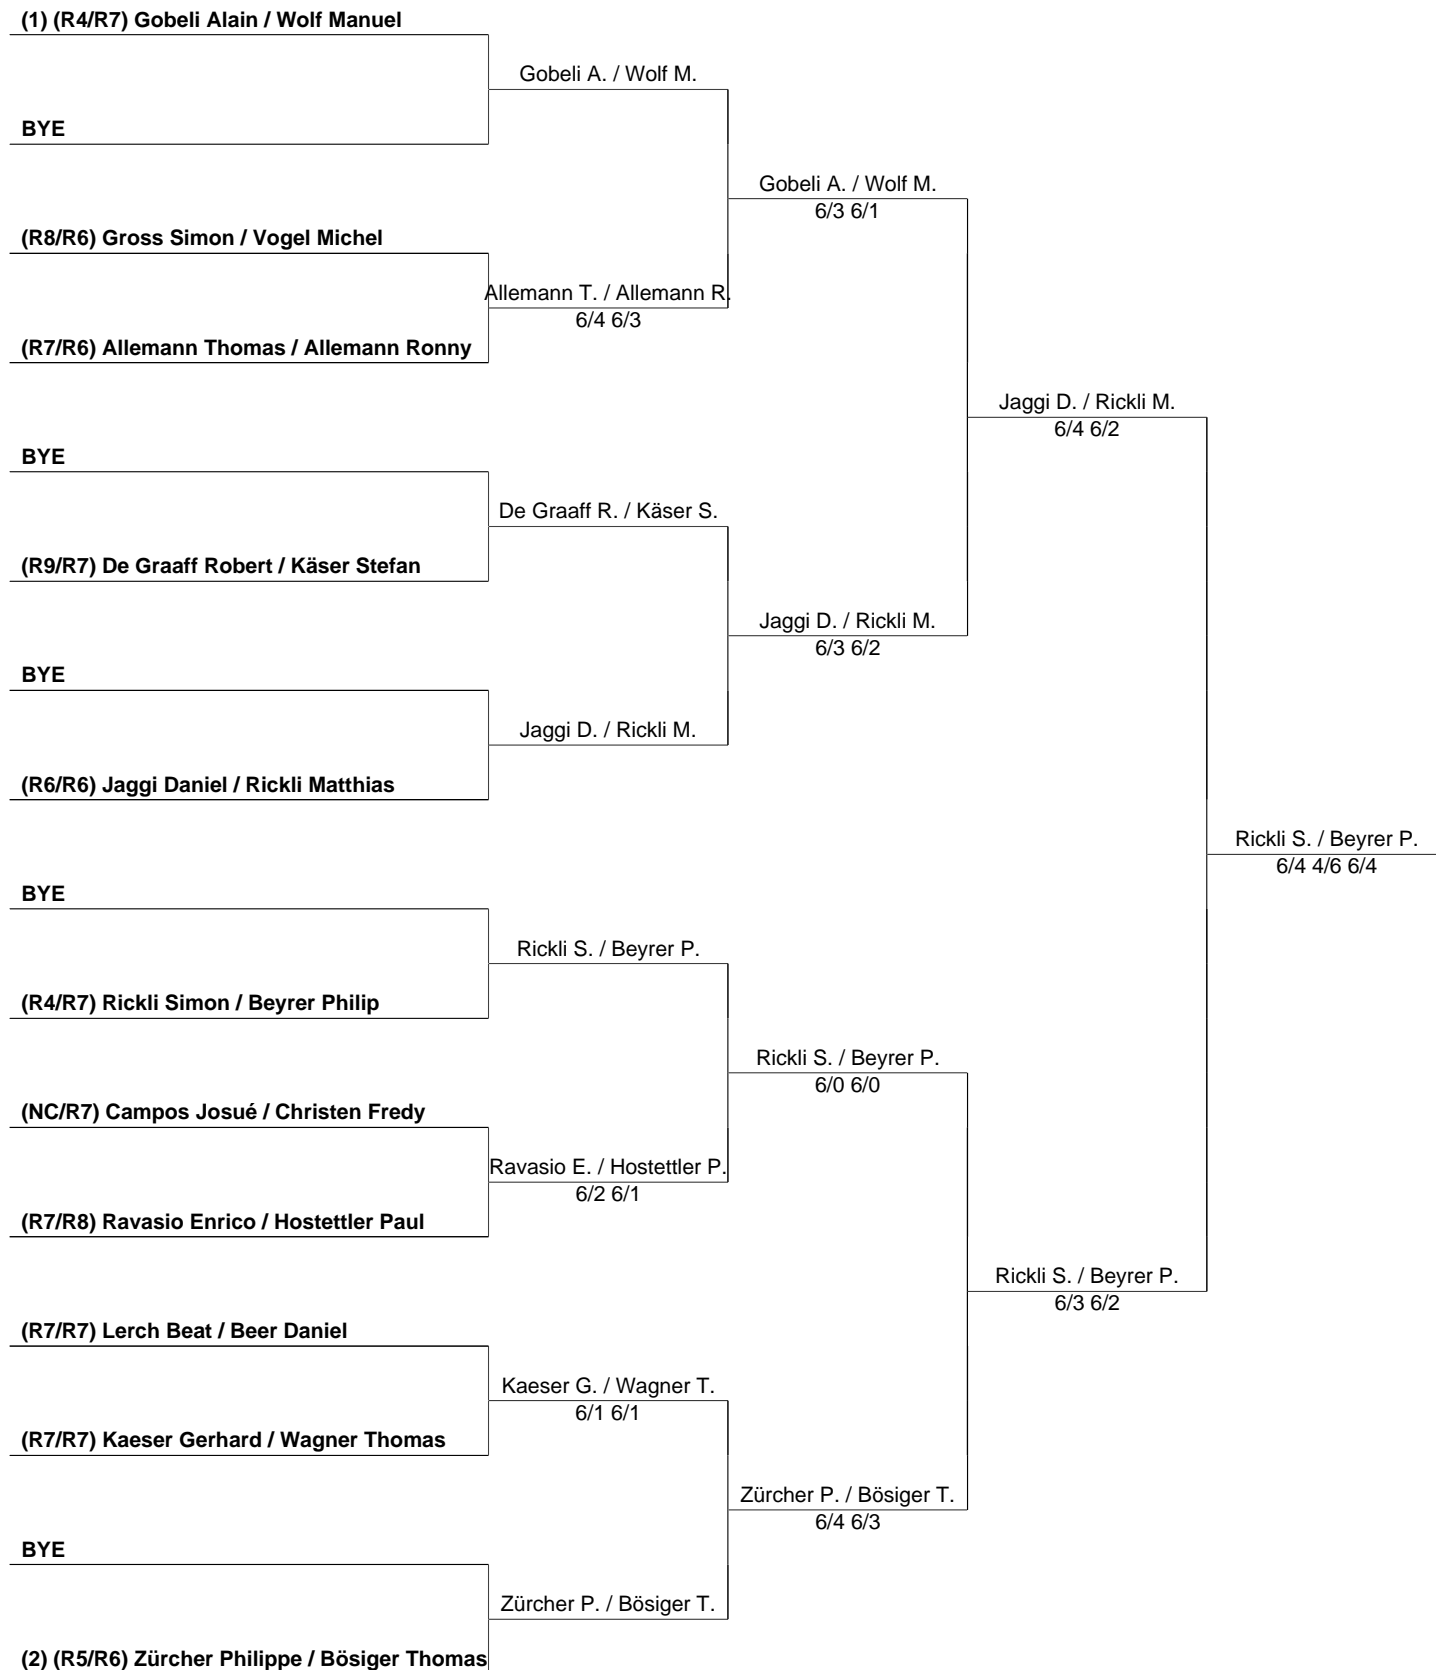 (1) (R4/R7) Gobeli Alain / Wolf Manuel
Gobeli A. / Wolf M.
BYE
Gobeli A. / Wolf M.
6/3 6/1
(R8/R6) Gross Simon / Vogel Michel
Allemann T. / Allemann R.
6/4 6/3
(R7/R6) Allemann Thomas / Allemann Ronny
Jaggi D. / Rickli M.
6/4 6/2
BYE
De Graaff R. / Käser S.
(R9/R7) De Graaff Robert / Käser Stefan
Jaggi D. / Rickli M.
6/3 6/2
BYE
Jaggi D. / Rickli M.
(R6/R6) Jaggi Daniel / Rickli Matthias
Rickli S. / Beyrer P.
6/4 4/6 6/4
BYE
Rickli S. / Beyrer P.
(R4/R7) Rickli Simon / Beyrer Philip
Rickli S. / Beyrer P.
6/0 6/0
(NC/R7) Campos Josué / Christen Fredy
Ravasio E. / Hostettler P.
6/2 6/1
(R7/R8) Ravasio Enrico / Hostettler Paul
Rickli S. / Beyrer P.
6/3 6/2
(R7/R7) Lerch Beat / Beer Daniel
Kaeser G. / Wagner T.
6/1 6/1
(R7/R7) Kaeser Gerhard / Wagner Thomas
Zürcher P. / Bösiger T.
6/4 6/3
BYE
Zürcher P. / Bösiger T.
(2) (R5/R6) Zürcher Philippe / Bösiger Thomas